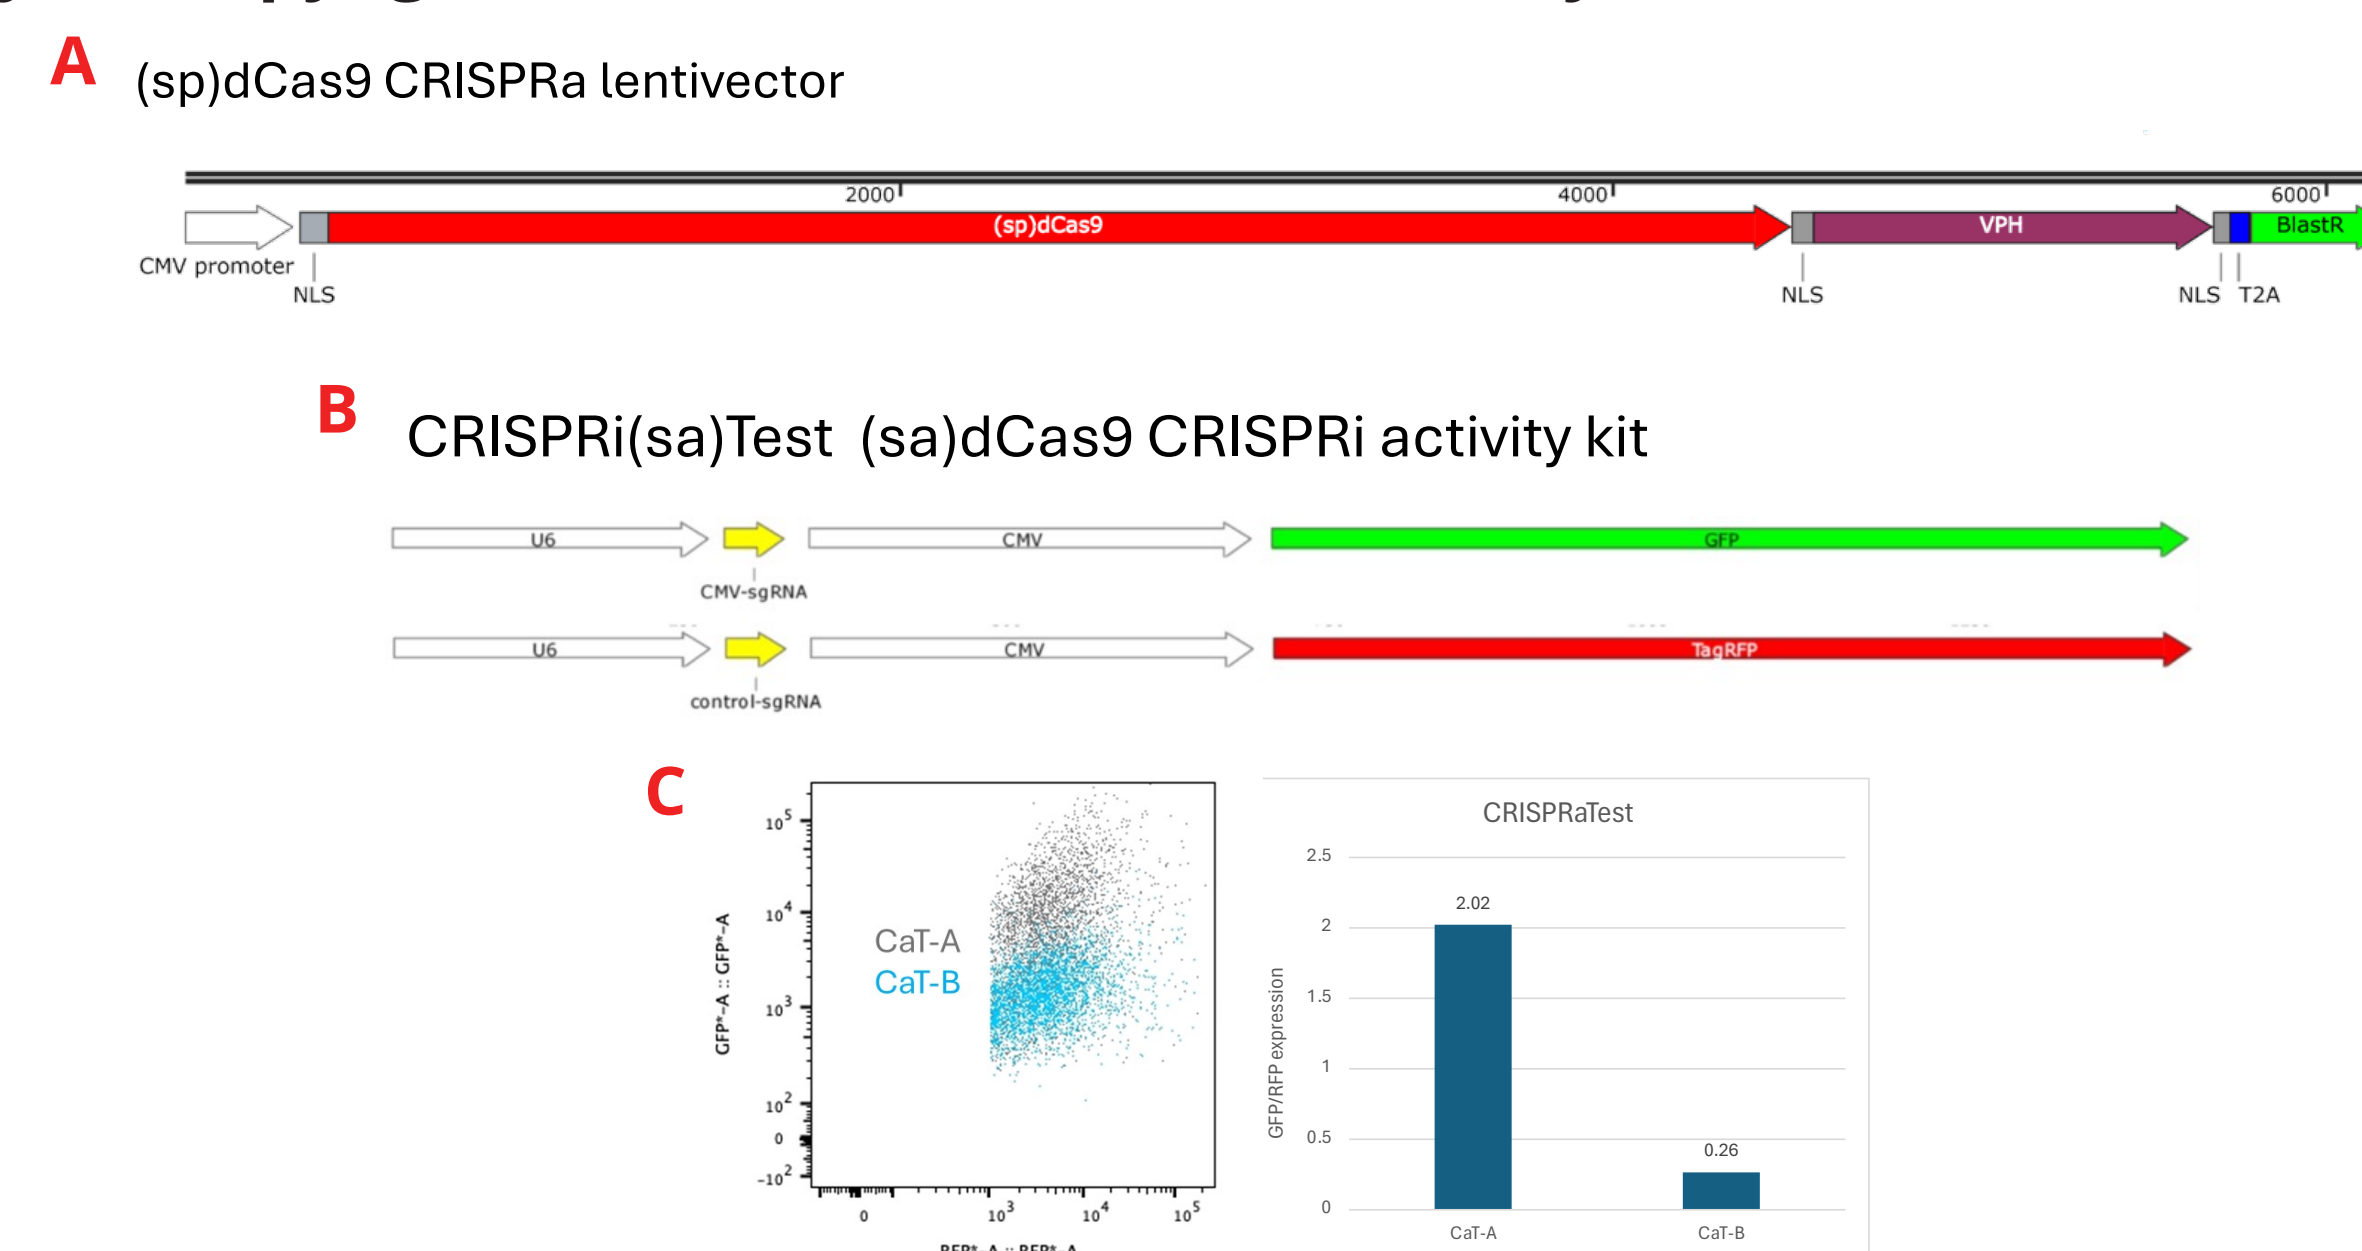 A
(sp)dCas9 CRISPRa lentivector
2000
4000
6000
(sp)dCas9
VPH
BlastR
CMV promoter
NLS
NLS
NLS
T2A
B
CRISPRi(sa)Test (sa)dCas9 CRISPRi activity kit
U6
CMV
GFP
CMV-sgRNA
U6
CMV
TagRFP
control-sgRNA
C
10^5
10^4
10^3
10^2
0
-10^2
GFP*-A :: GFP*-A
CaT-A
CaT-B
0
10^3
10^4
10^5
RFP*-A :: RFP*-A
CRISPRaTest
2.5
2
1.5
1
0.5
0
GFP/RFP expression
2.02
0.26
CaT-A
CaT-B